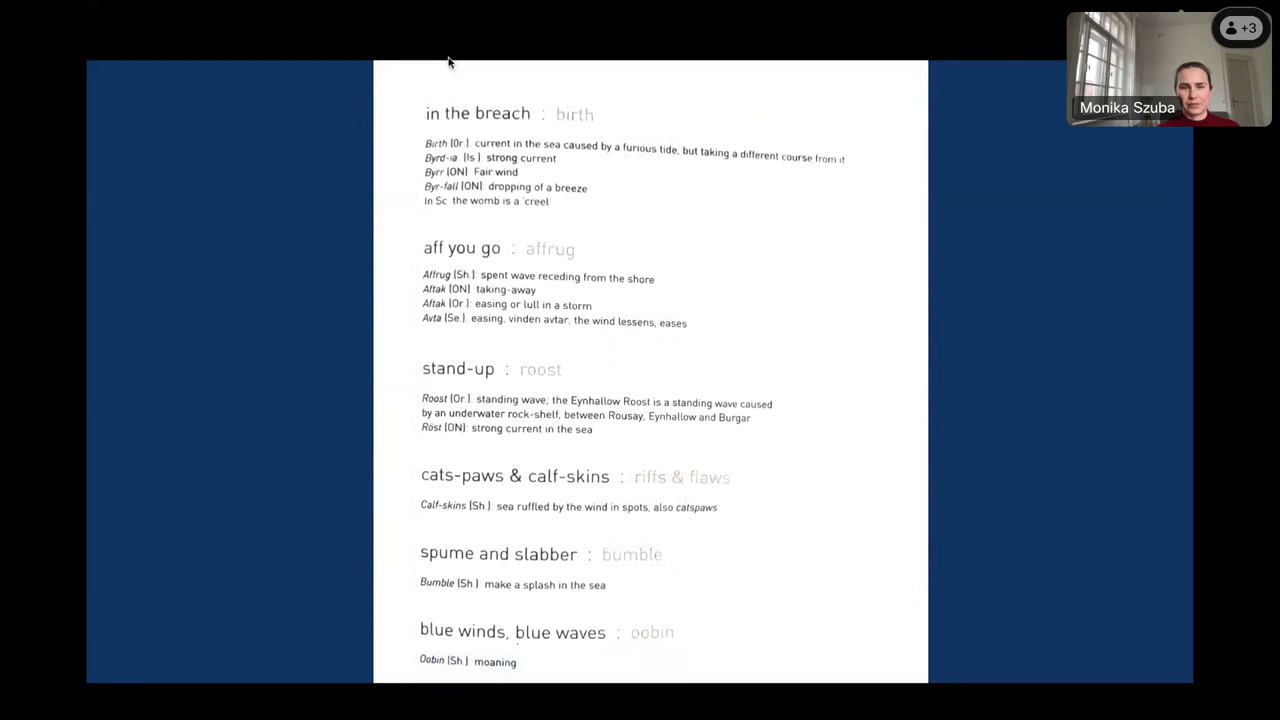 +3
Monika Szuba
in the breach : birth
Birth [Or.] current in the sea caused by a furious tide, but taking a different course from it
Byrd-ia [Is.] strong current
Byrr [ON] Fair wind
Byr-fall [ON] dropping of a breeze
In Sc the womb is a 'creel'
aff you go : affrug
Affrug [Sh.] spent wave receding from the shore
Aftak [ON] taking-away
Aftak [Or.]: easing or lull in a storm
Avta [Se.] easing, vinden avtar, the wind lessens, eases
stand-up : roost
Roost [Or.] standing wave; the Eynhallow Roost is a standing wave caused
by an underwater rock-shelf, between Rousay, Eynhallow and Burgar
Röst [ON]: strong current in the sea
cats-paws & calf-skins : riffs & flaws
Calf-skins [Sh.] sea ruffled by the wind in spots, also catspaws
spume and slabber : bumble
Bumble [Sh.] make a splash in the sea
blue winds, blue waves : oobin
Oobin [Sh.] moaning